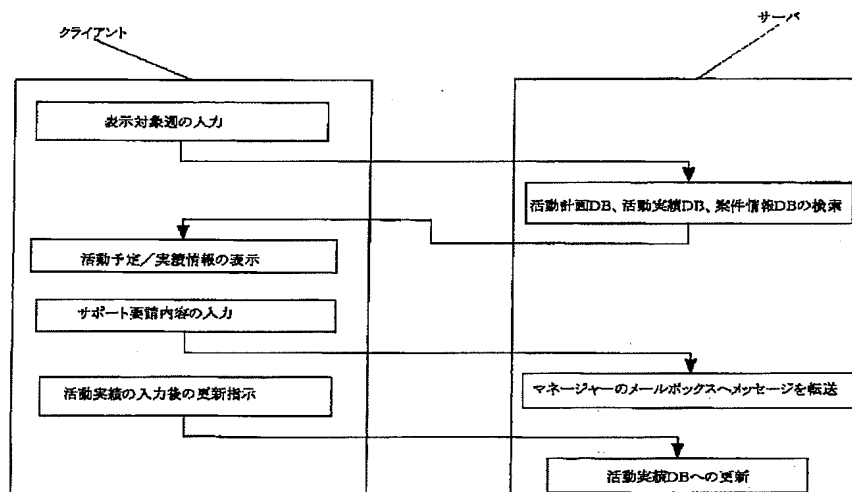 クライアント
サーバ
表示対象週の入力
活動計画DB、活動実績DB、案件情報DBの検索
活動予定／実績情報の表示
サポート要請内容の入力
マネージャーのメールボックスへメッセージを転送
活動実績の入力後の更新指示
活動実績DBへの更新